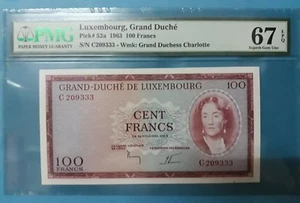 PMG
PAPER MONEY GUARANTY
Luxembourg, Grand Duché
Pick# 52a 1963 100 Francs
S/N C209333 - Wmk: Grand Duchess Charlotte
67 EPQ
Superb Gem Unc
GRAND-DUCHÉ DE LUXEMBOURG 100
C 209333
CENT
FRANCS
100
FRANCS
C209333